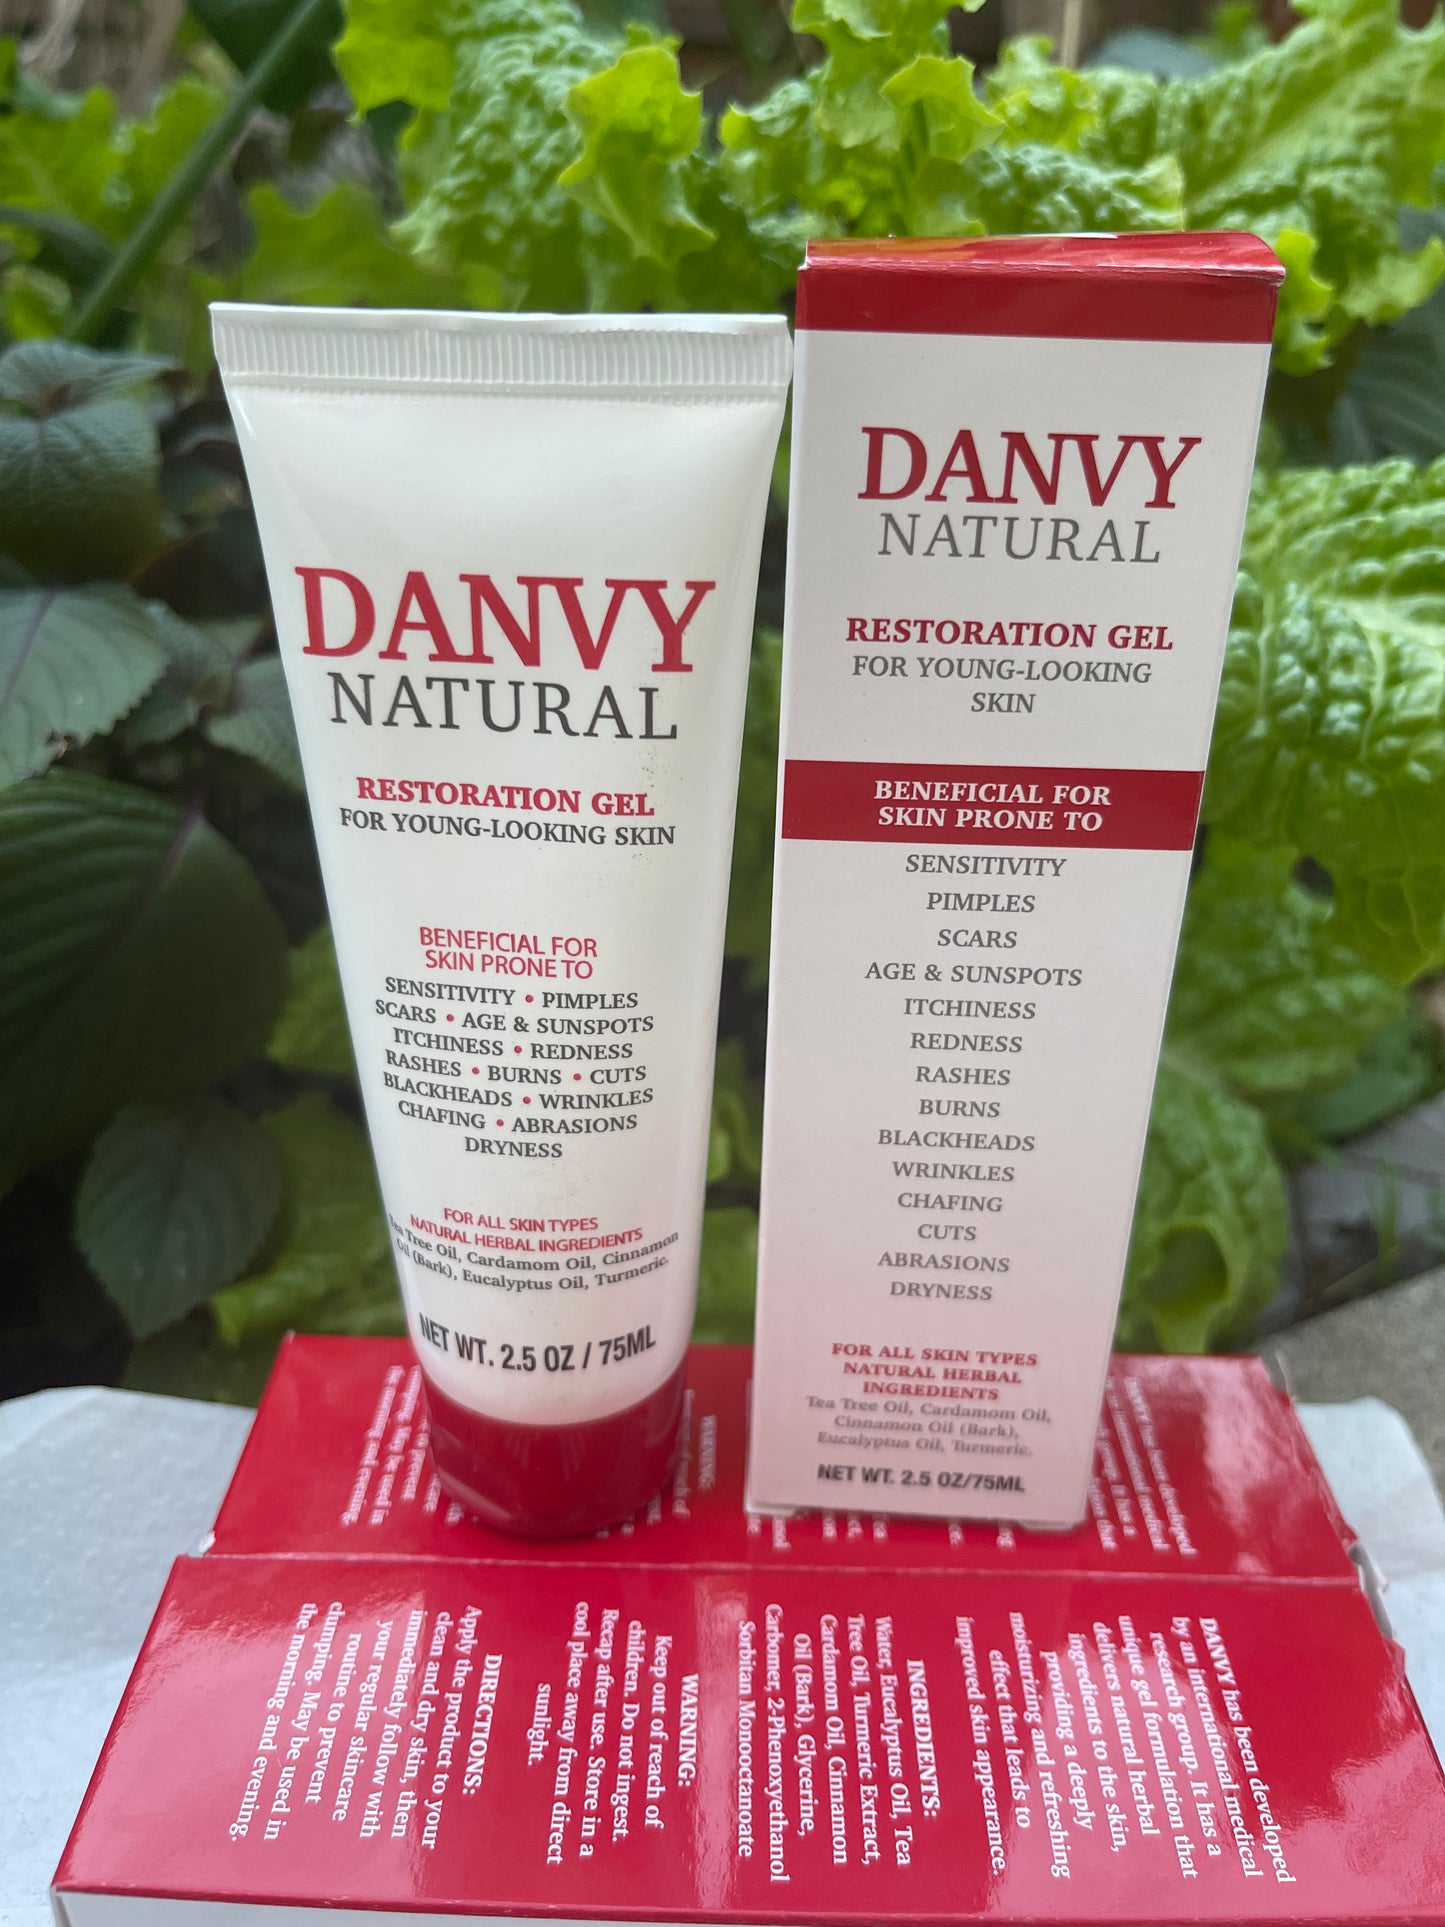 DANVY
NATURAL
RESTORATION GEL
FOR YOUNG-LOOKING SKIN
BENEFICIAL FOR
SKIN PRONE TO
SENSITIVITY • PIMPLES
SCARS • AGE & SUNSPOTS
ITCHINESS • REDNESS
RASHES • BURNS • CUTS
BLACKHEADS • WRINKLES
CHAFING • ABRASIONS
DRYNESS
FOR ALL SKIN TYPES
NATURAL HERBAL INGREDIENTS
Tea Tree Oil, Cardamom Oil, Cinnamon
Oil (Bark), Eucalyptus Oil, Turmeric.
NET WT. 2.5 OZ / 75ML
DANVY
NATURAL
RESTORATION GEL
FOR YOUNG-LOOKING
SKIN
BENEFICIAL FOR
SKIN PRONE TO
SENSITIVITY
PIMPLES
SCARS
AGE & SUNSPOTS
ITCHINESS
REDNESS
RASHES
BURNS
BLACKHEADS
WRINKLES
CHAFING
CUTS
ABRASIONS
DRYNESS
FOR ALL SKIN TYPES
NATURAL HERBAL
INGREDIENTS
Tea Tree Oil, Cardamom Oil,
Cinnamon Oil (Bark),
Eucalyptus Oil, Turmeric.
NET WT. 2.5 OZ/75ML
DANVY has been developed
by an international medical
research group. It has a
unique gel formulation that
delivers natural herbal
ingredients to the skin,
providing a deeply
moisturizing and refreshing
effect that leads to
improved skin appearance.
INGREDIENTS:
Water, Eucalyptus Oil, Tea
Tree Oil, Turmeric Extract,
Cardamom Oil, Cinnamon
Oil (Bark), Glycerine,
Carbomer, 2-Phenoxyethanol
Sorbitan Monooctanoate
WARNING:
Keep out of reach of
children. Do not ingest.
Recap after use. Store in a
cool place away from direct
sunlight.
DIRECTIONS:
Apply the product to your
clean and dry skin, then
immediately follow with
your regular skincare
routine to prevent
clumping. May be used in
the morning and evening.
WARNING: